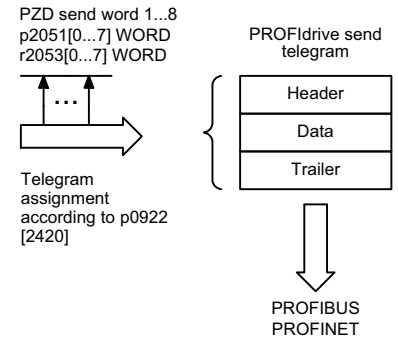 PZD send word 1...8
p2051[0...7] WORD
r2053[0...7] WORD
...
Telegram
assignment
according to p0922
[2420]
PROFIdrive send
telegram
Header
Data
Trailer
PROFIBUS
PROFINET